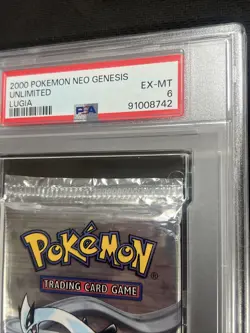 2000 POKEMON NEO GENESIS EX-MT
UNLIMITED 6
LUGIA PSA 91008742
POKÉMON
TRADING CARD GAME